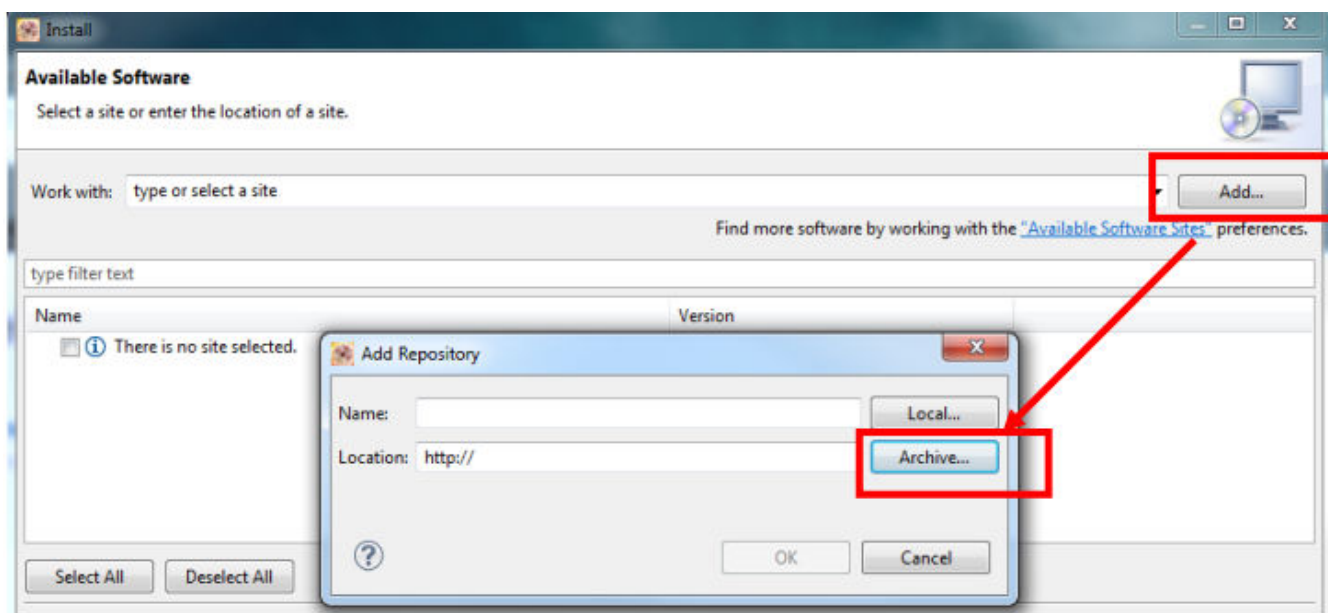 Install
Available Software
Select a site or enter the location of a site.
Work with: type or select a site Add...
Find more software by working with the "Available Software Sites" preferences.
type filter text
Name Version
There is no site selected.
Add Repository
Name: Local...
Location: http:// Archive...
OK Cancel
Select All Deselect All